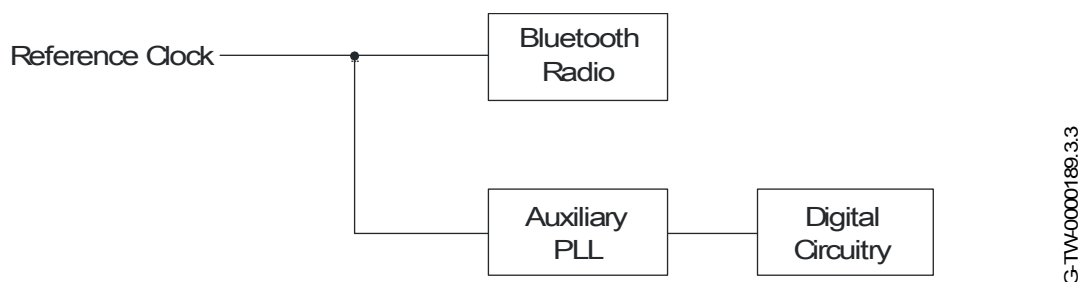 Reference Clock
Bluetooth
Radio
Auxiliary
PLL
Digital
Circuitry
G-TW-0000189.3.3